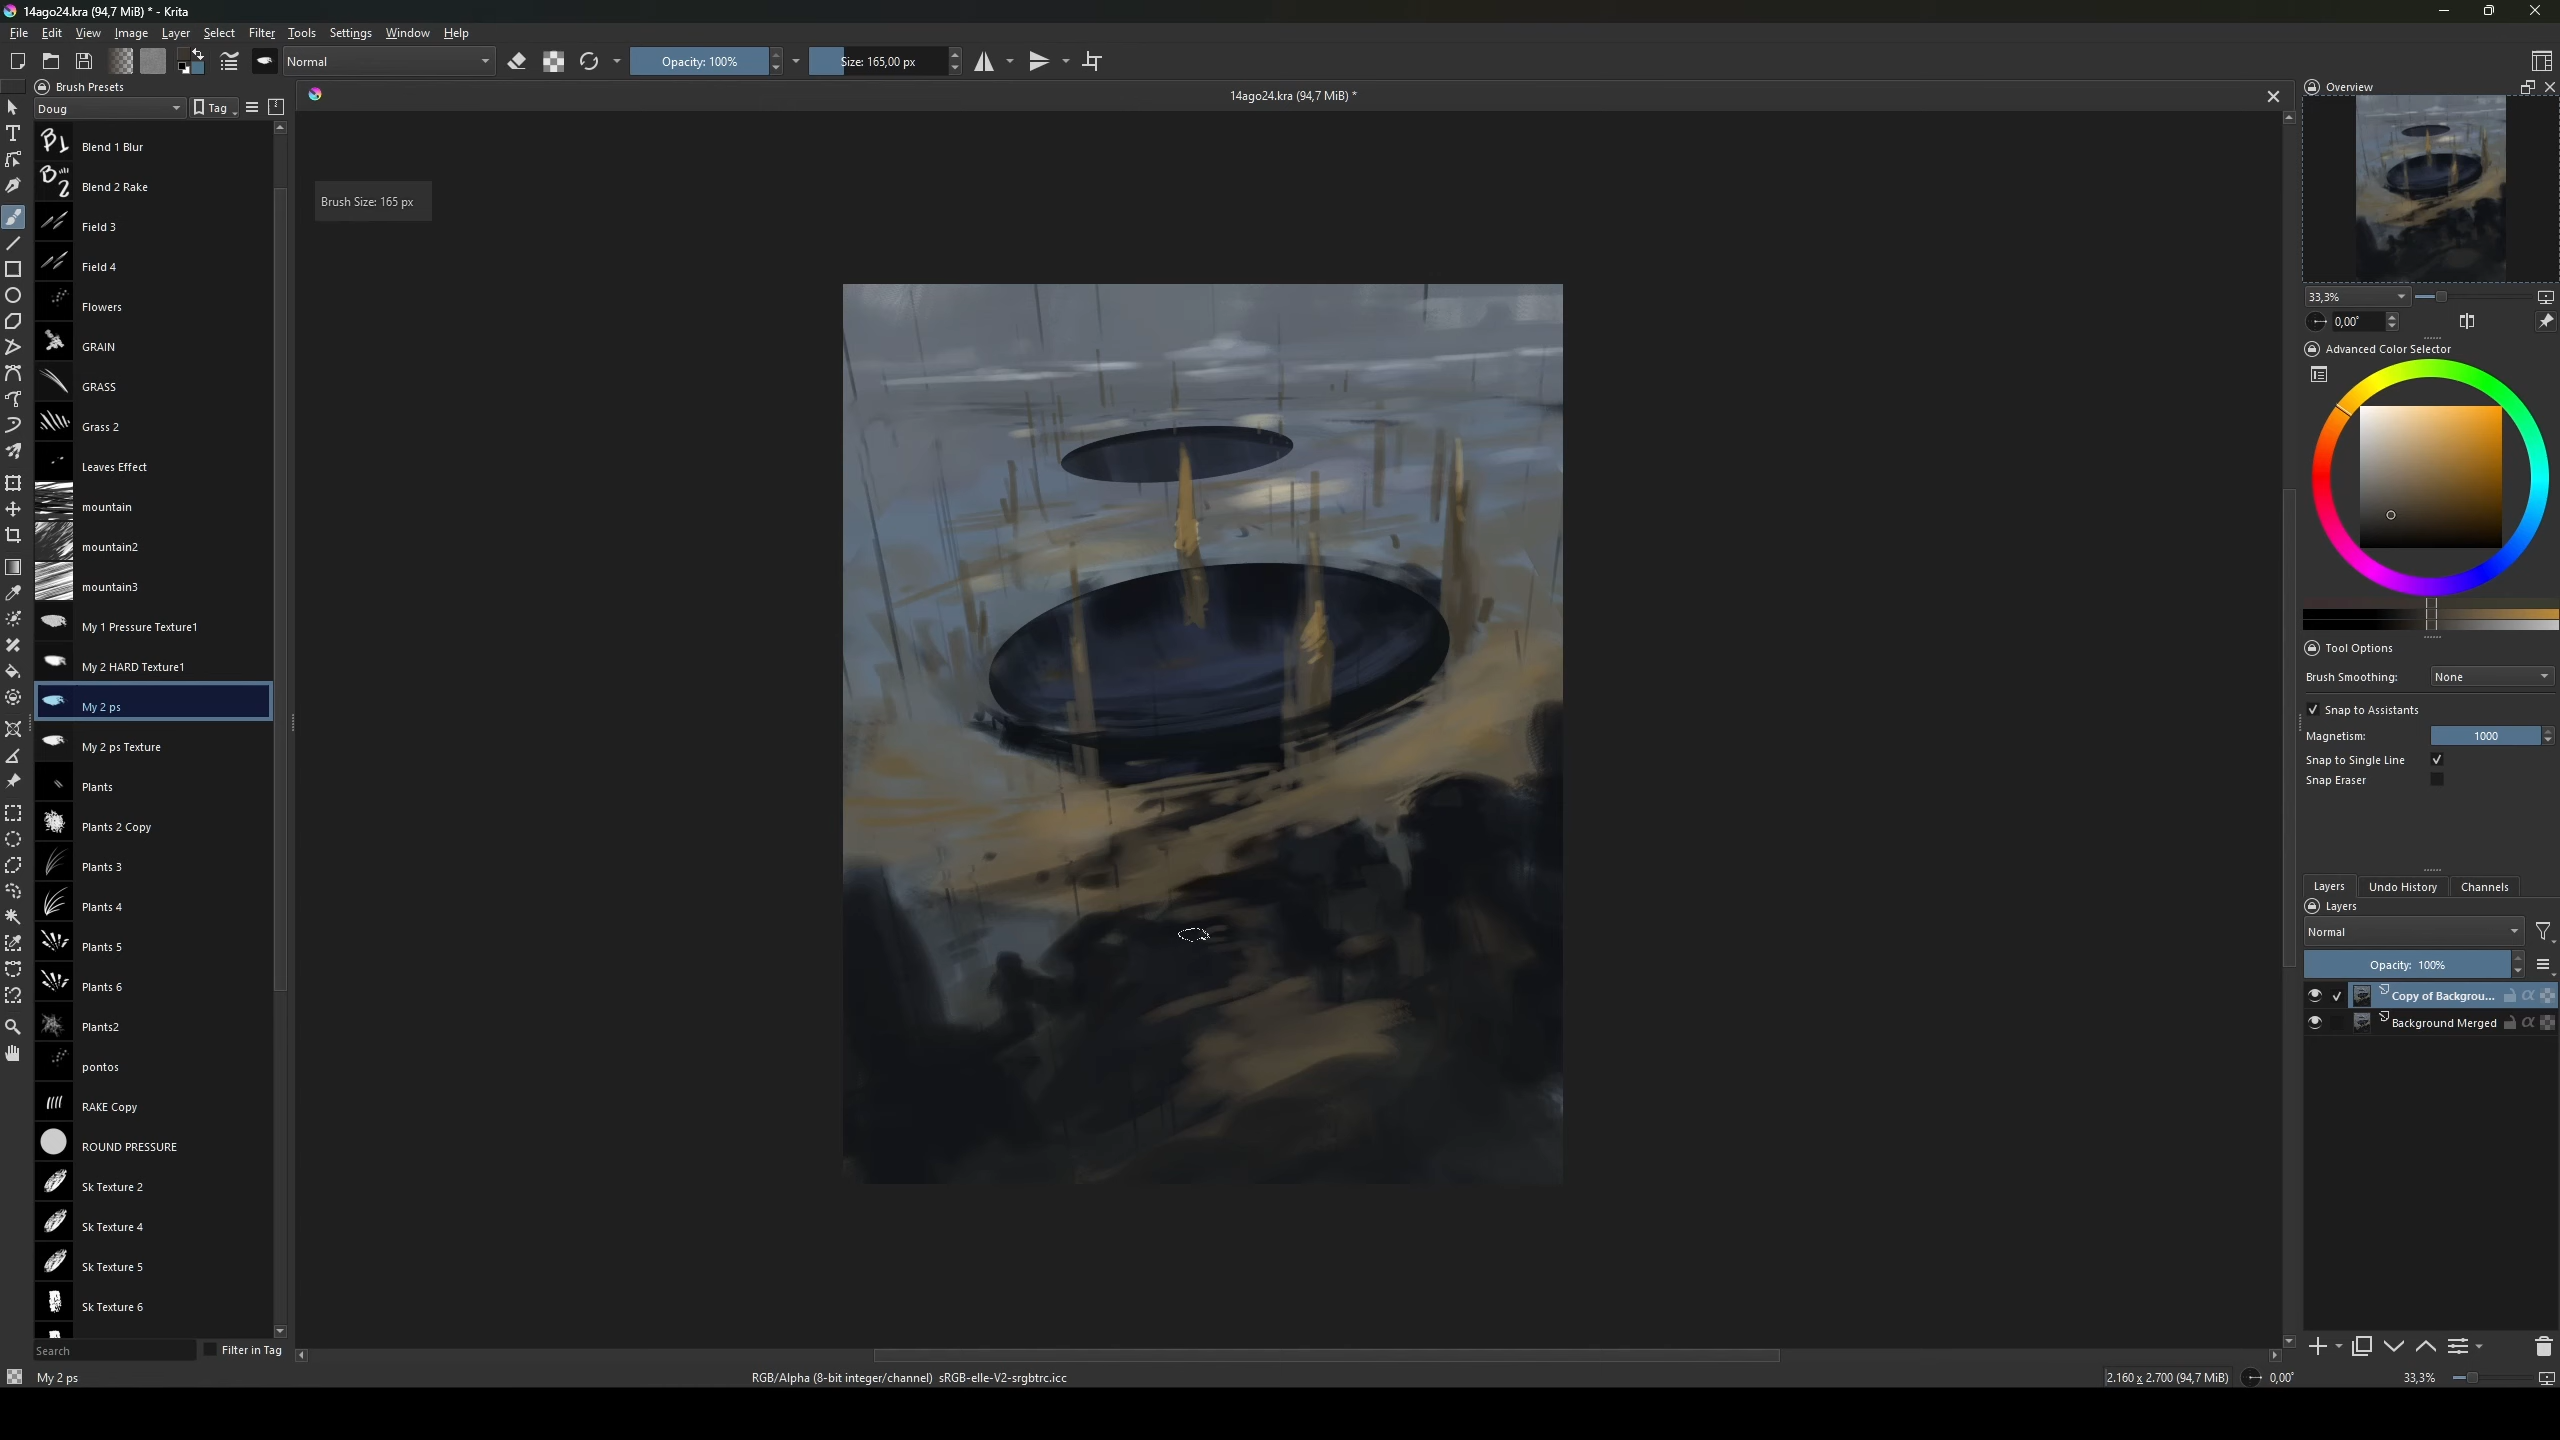 14ago24.kra (94,7 MiB) * - Krita
File Edit View Image Layer Select Filter Tools Settings Window Help
Normal
Opacity: 100%
Size: 165,00 px
Brush Presets
Doug
Tag
14ago24.kra (94,7 MiB) *
Brush Size: 165 px
Blend 1 Blur
Blend 2 Rake
Field 3
Field 4
Flowers
GRAIN
GRASS
Grass 2
Leaves Effect
mountain
mountain2
mountain3
My 1 Pressure Texture1
My 2 HARD Texture1
My 2 ps
My 2 ps Texture
Plants
Plants 2 Copy
Plants 3
Plants 4
Plants 5
Plants 6
Plants2
pontos
RAKE Copy
ROUND PRESSURE
Sk Texture 2
Sk Texture 4
Sk Texture 5
Sk Texture 6
Search
Filter in Tag
My 2 ps
RGB/Alpha (8-bit integer/channel) sRGB-elle-V2-srgbtrc.icc
2.160 x 2.700 (94,7 MiB)
0,00°
33,3%
Overview
33,3%
0,00°
Advanced Color Selector
Tool Options
Brush Smoothing: None
Snap to Assistants
Magnetism: 1000
Snap to Single Line
Snap Eraser
Layers Undo History Channels
Layers
Normal
Opacity: 100%
Copy of Backgrou...
Background Merged